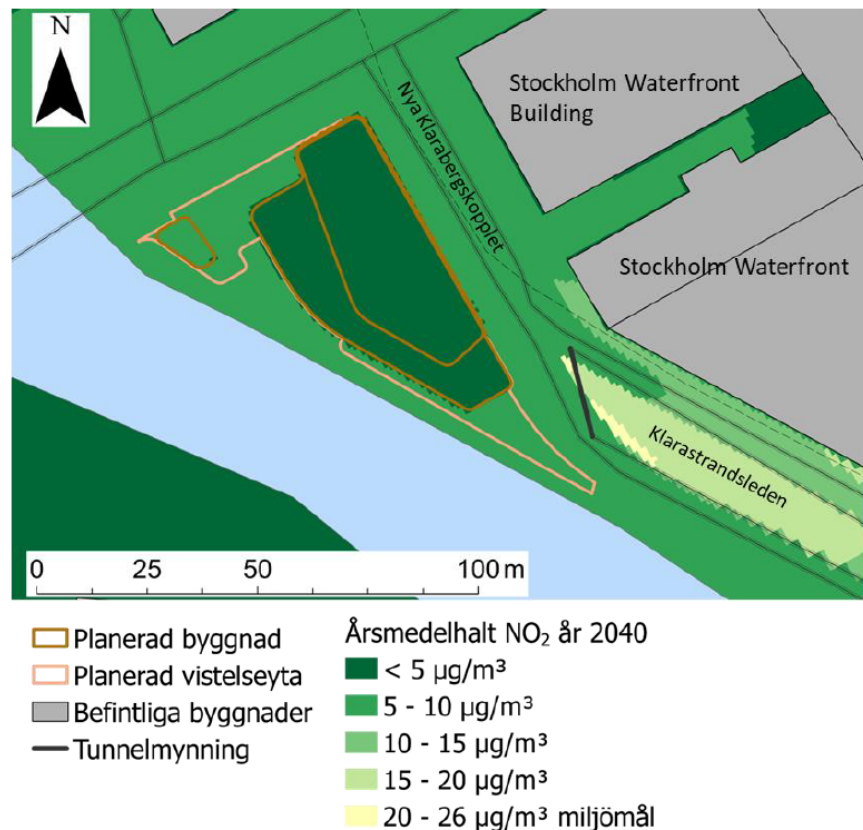 N
Stockholm Waterfront
Building
Nya Klarabergskopplet
Stockholm Waterfront
Klarastrandsleden
0 25 50 100 m
Planerad byggnad
Planerad vistelseyta
Befintliga byggnader
Tunnelmynning
Årsmedelhalt NO₂ år 2040
< 5 µg/m³
5 - 10 µg/m³
10 - 15 µg/m³
15 - 20 µg/m³
20 - 26 µg/m³ miljömål